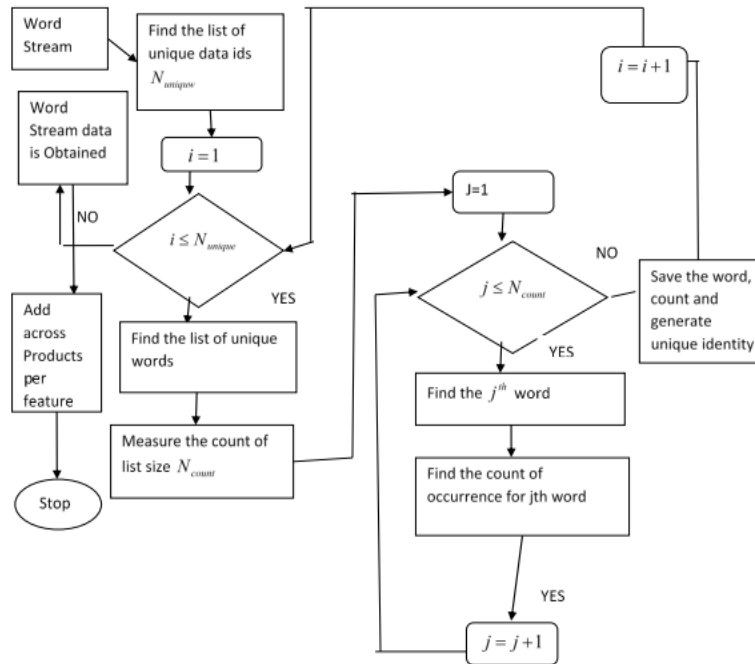 Word
Stream
Find the list of
unique data ids
N_uniquw
i = i + 1
Word
Stream data
is Obtained
i = 1
J=1
NO
i ≤ N_unique
YES
j ≤ N_count
NO
YES
Save the word,
count and
generate
unique identity
Add
across
Products
per
feature
Find the list of unique
words
Find the j^th word
Measure the count of
list size N_count
Find the count of
occurrence for jth word
Stop
YES
j = j + 1